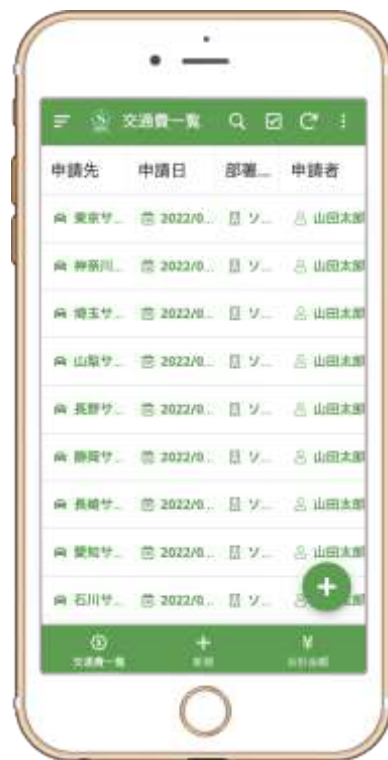 交通費一覧
申請先 申請日 部署... 申請者
東京サ... 2022/0... ソ... 山田太郎
神奈川... 2022/0... ソ... 山田太郎
埼玉サ... 2022/0... ソ... 山田太郎
山梨サ... 2022/0... ソ... 山田太郎
長野サ... 2022/0... ソ... 山田太郎
静岡サ... 2022/0... ソ... 山田太郎
長崎サ... 2022/0... ソ... 山田太郎
愛知サ... 2022/0... ソ... 山田太郎
石川サ... 2022/0... ソ...
交通費一覧 新規 合計金額